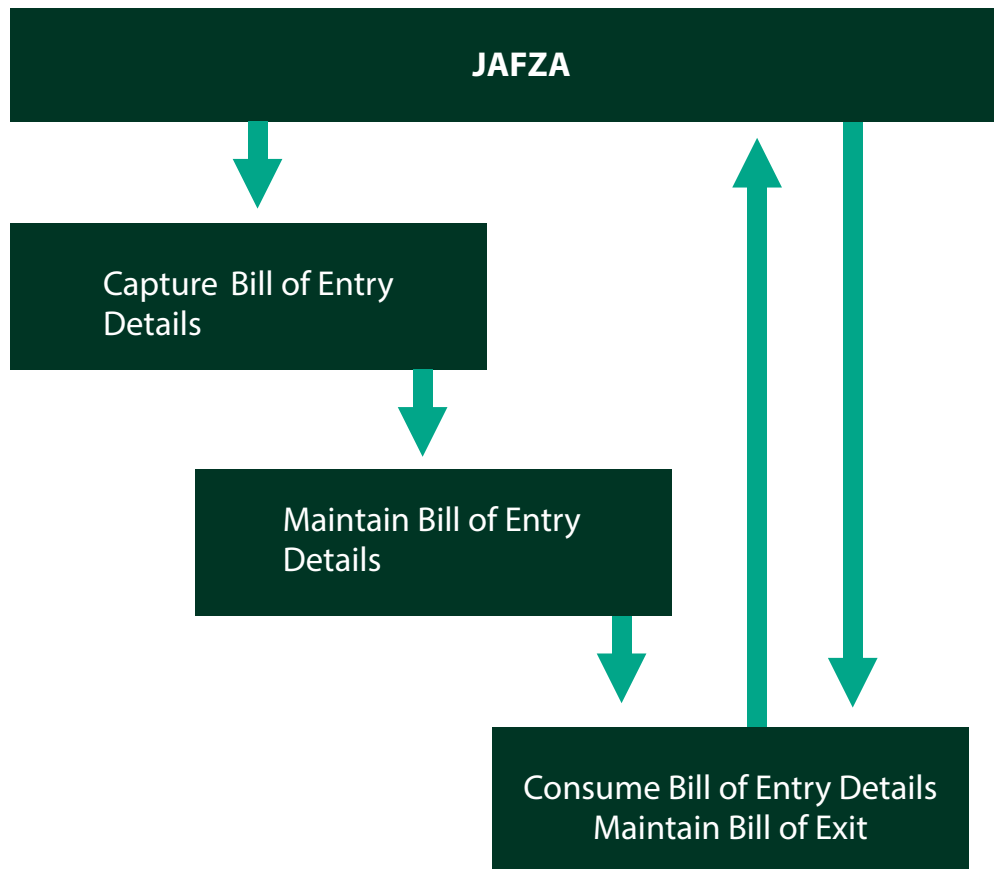 JAFZA
Capture Bill of Entry
Details
Maintain Bill of Entry
Details
Consume Bill of Entry Details
Maintain Bill of Exit